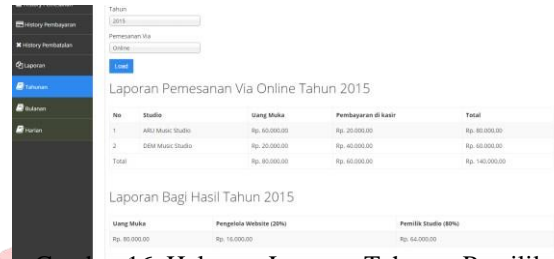 Tahun
2015
History Pembayaran
Pemesanan Via
Online
History Pembatalan
Load
Laporan
Tahunan
Laporan Pemesanan Via Online Tahun 2015
Bulanan
No Studio Uang Muka Pembayaran di kasir Total
Harian
1 ARU Music Studio Rp. 60.000,00 Rp. 20.000,00 Rp. 80.000,00
2 DEM Music Studio Rp. 20.000,00 Rp. 40.000,00 Rp. 60.000,00
Total Rp. 80.000,00 Rp. 60.000,00 Rp. 140.000,00
Laporan Bagi Hasil Tahun 2015
Uang Muka Pengelola Website (20%) Pemilik Studio (80%)
Rp. 80.000,00 Rp. 16.000,00 Rp. 64.000,00